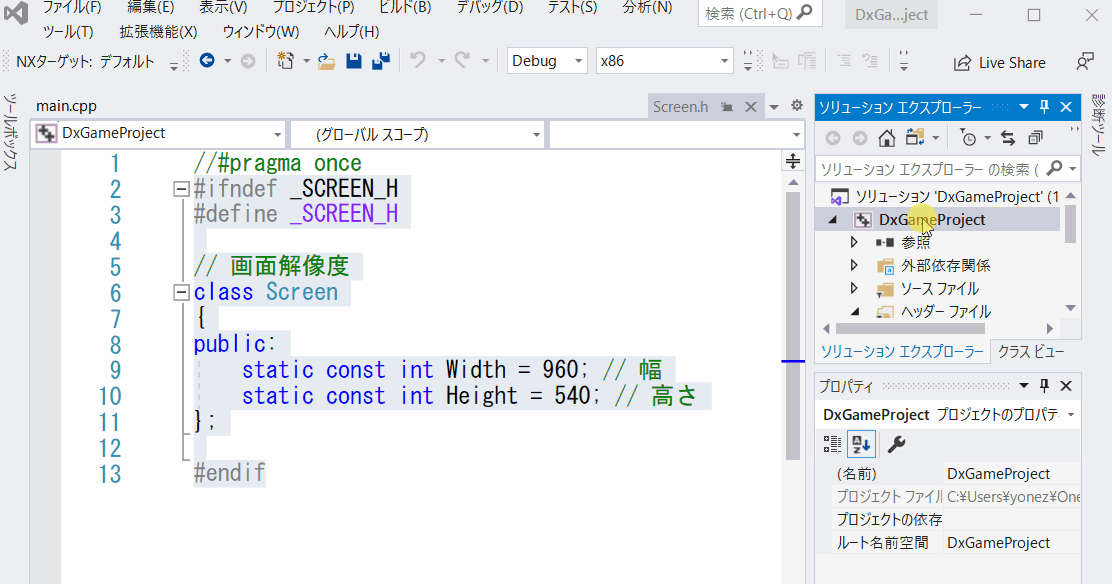 ファイル(F) 編集(E) 表示(V) プロジェクト(P) ビルド(B) デバッグ(D) テスト(S) 分析(N) 検索 (Ctrl+Q) DxGa...ject
ツール(T) 拡張機能(X) ウィンドウ(W) ヘルプ(H)
NXターゲット: デフォルト Debug x86 Live Share
ツールボックス
main.cpp Screen.h
DxGameProject (グローバル スコープ)
1 //#pragma once
2 #ifndef _SCREEN_H
3 #define _SCREEN_H
4
5 // 画面解像度
6 class Screen
7 {
8 public:
9 static const int Width = 960; // 幅
10 static const int Height = 540; // 高さ
11 };
12
13 #endif
ソリューション エクスプローラー
ソリューション エクスプローラー の検索 (
ソリューション 'DxGameProject' (1
DxGameProject
参照
外部依存関係
ソース ファイル
ヘッダー ファイル
ソリューション エクスプローラー クラス ビュー
プロパティ
DxGameProject プロジェクトのプロパテ
(名前) DxGameProject
プロジェクト ファイル C:¥Users¥yonez¥One
プロジェクトの依存
ルート名前空間 DxGameProject
診断ツール